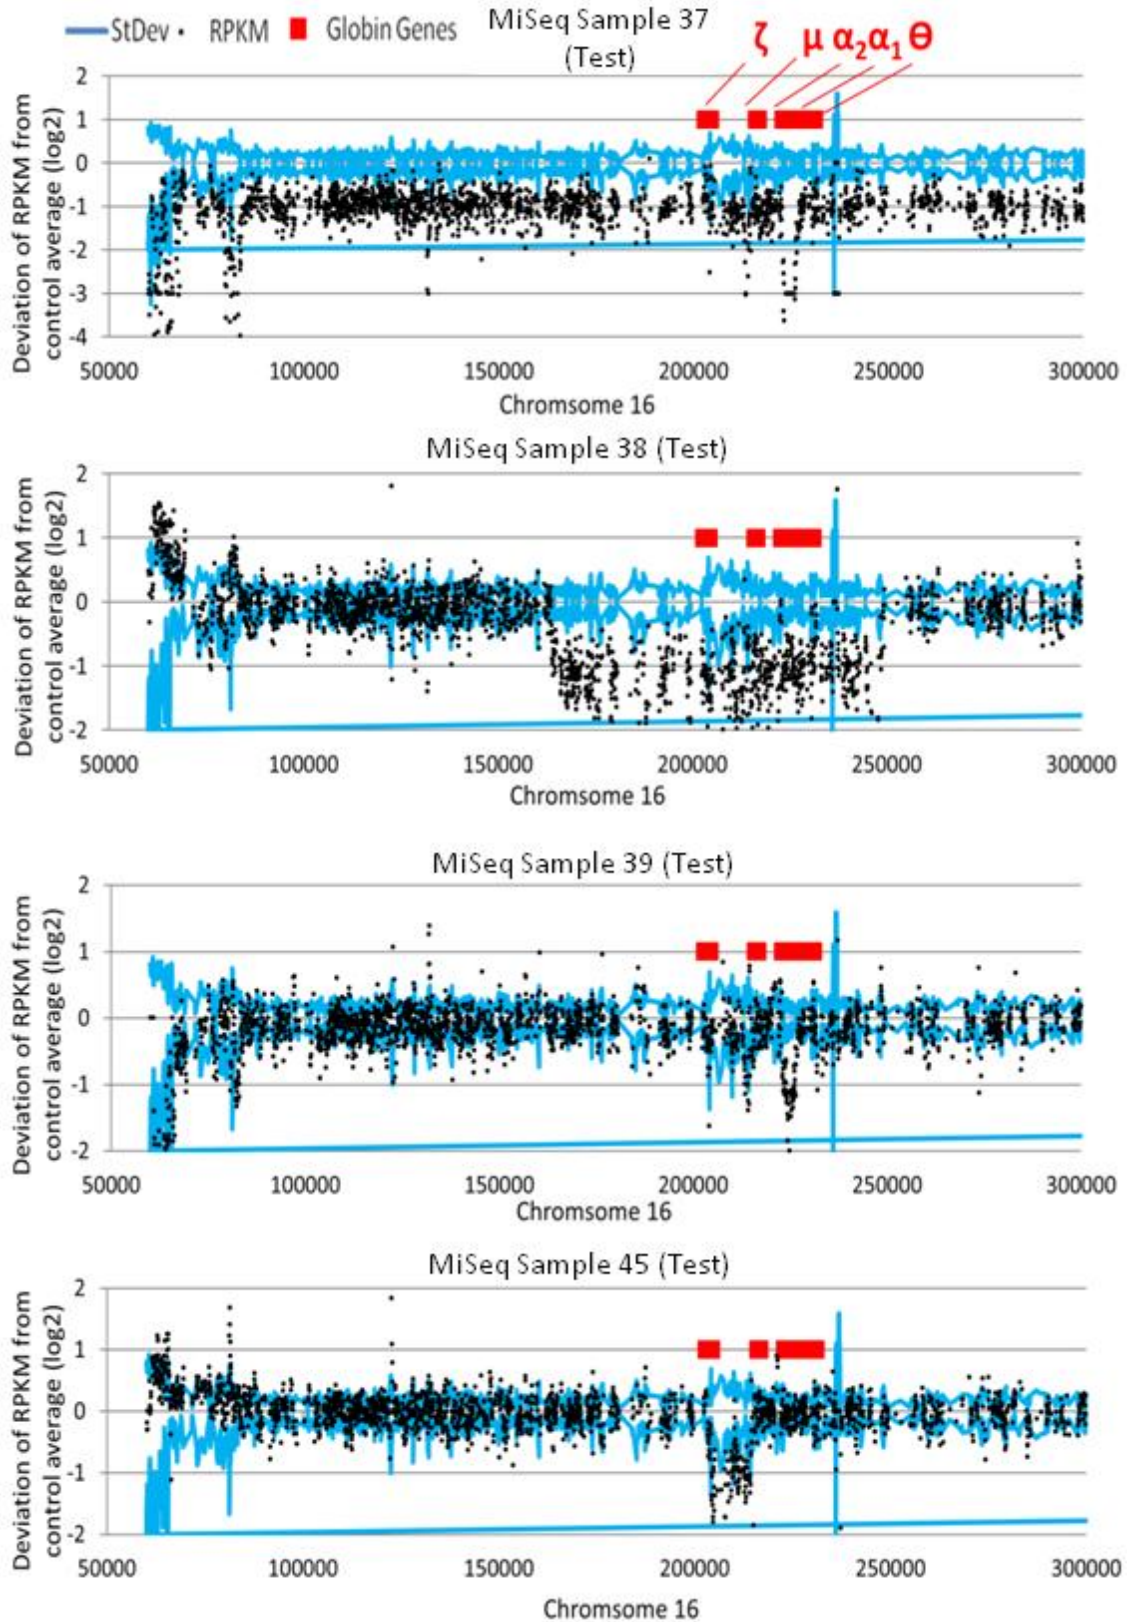 StDev • RPKM Globin Genes MiSeq Sample 37
(Test)
ζ μ α2 α1 Θ
Deviation of RPKM from
control average (log2)
2
1
0
-1
-2
-3
-4
50000 100000 150000 200000 250000 300000
Chromsome 16
MiSeq Sample 38 (Test)
Deviation of RPKM from
control average (log2)
2
1
0
-1
-2
50000 100000 150000 200000 250000 300000
Chromsome 16
MiSeq Sample 39 (Test)
Deviation of RPKM from
control average (log2)
2
1
0
-1
-2
50000 100000 150000 200000 250000 300000
Chromsome 16
MiSeq Sample 45 (Test)
Deviation of RPKM from
control average (log2)
2
1
0
-1
-2
50000 100000 150000 200000 250000 300000
Chromsome 16